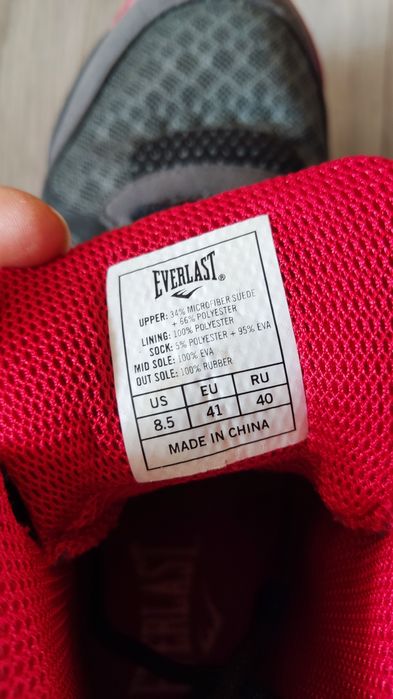 EVERLAST®
UPPER: 34% MICROFIBER SUEDE
+ 66% POLYESTER
LINING: 100% POLYESTER
SOCK: 5% POLYESTER + 95% EVA
MID SOLE: 100% EVA
OUT SOLE: 100% RUBBER
US EU RU
8.5 41 40
MADE IN CHINA
EVERLAST